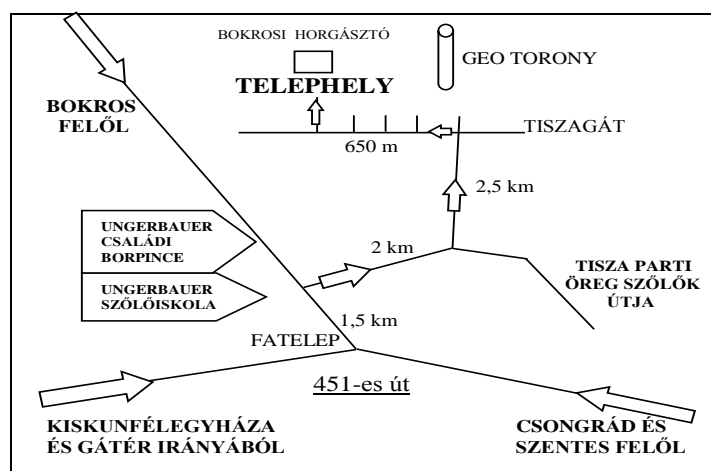 BOKROSI HORGÁSZTÓ
GEO TORONY
TELEPHELY
BOKROS
FELŐL
TISZAGÁT
650 m
2,5 km
UNGERBAUER
CSALÁDI
BORPINCE
2 km
UNGERBAUER
SZŐLŐISKOLA
TISZA PARTI
ÖREG SZŐLŐK
ÚTJA
1,5 km
FATELEP
451-es út
KISKUNFÉLEGYHÁZA
ÉS GÁTÉR IRÁNYÁBÓL
CSONGRÁD ÉS
SZENTES FELŐL